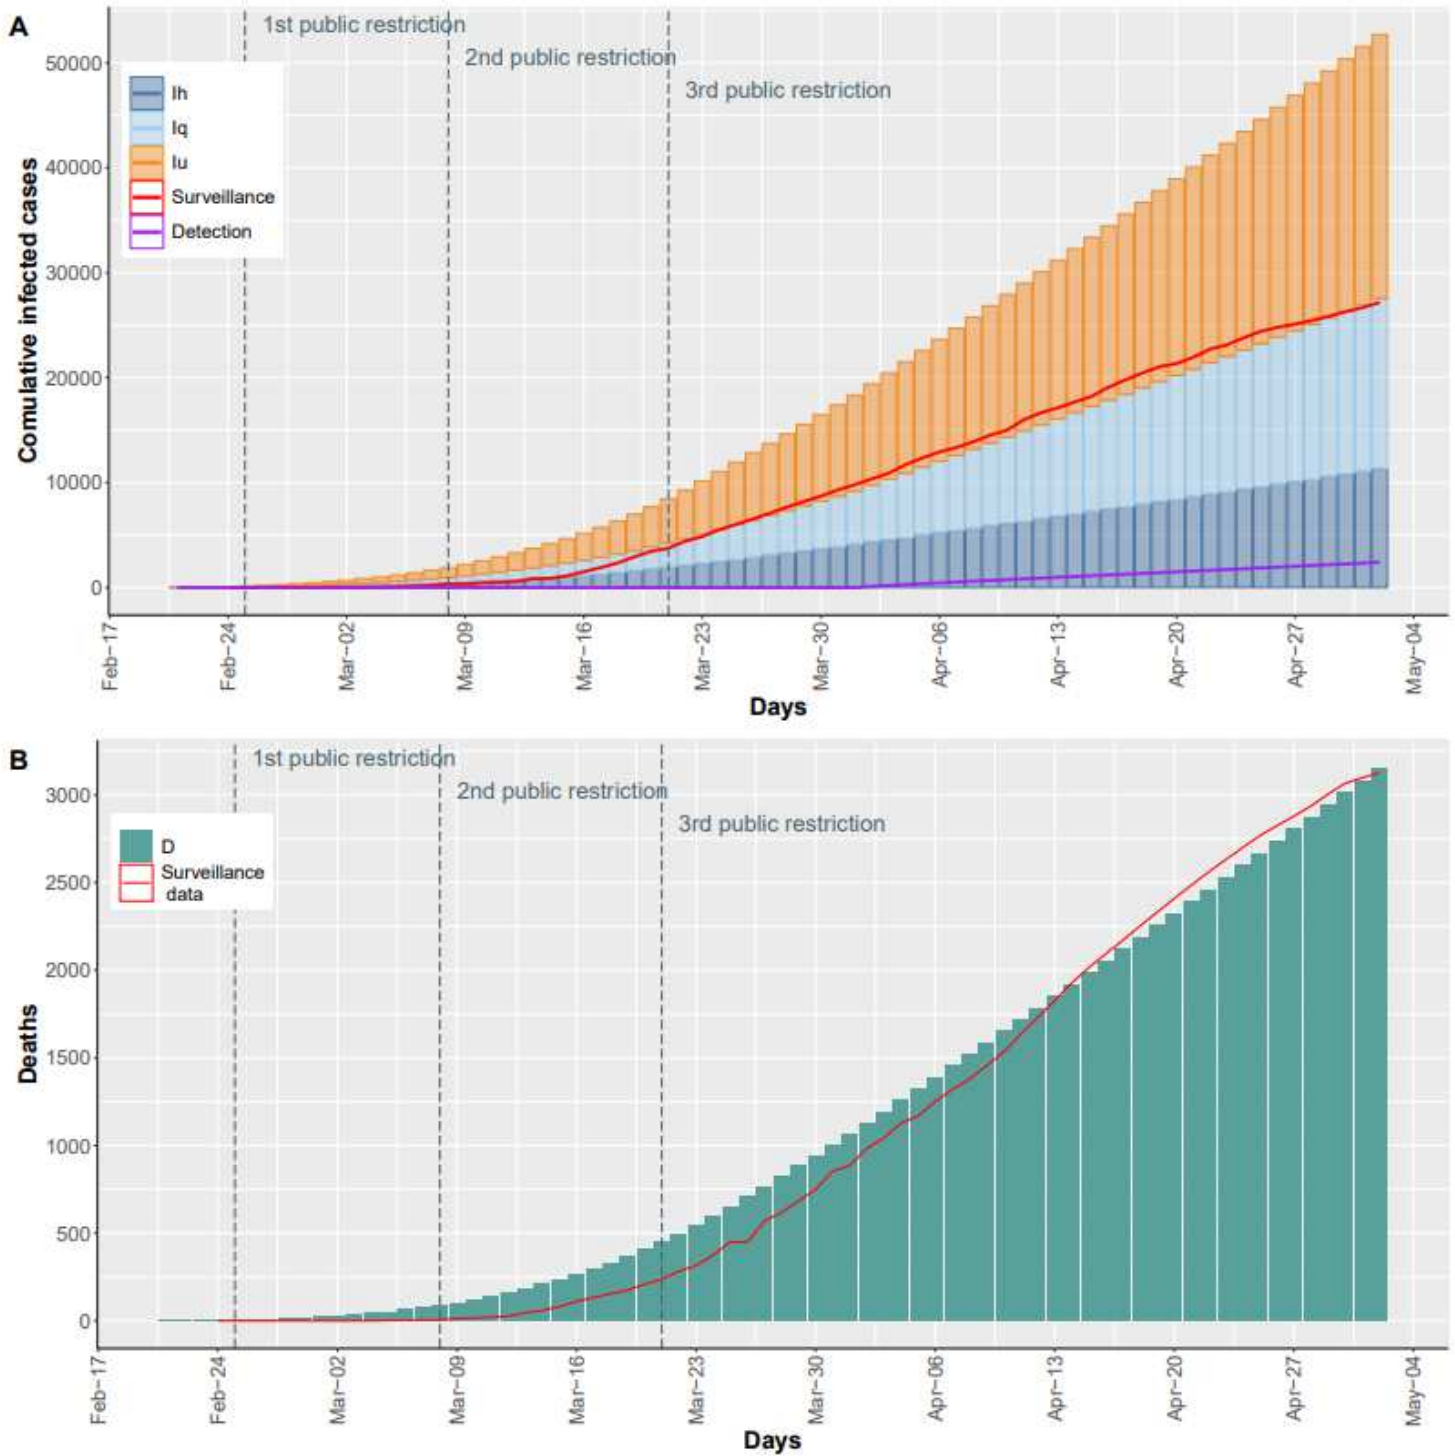 A
1st public restriction
2nd public restriction
3rd public restriction
Ih
Iq
Iu
Surveillance
Detection
Comulative infected cases
50000
40000
30000
20000
10000
0
Feb−17
Feb−24
Mar−02
Mar−09
Mar−16
Mar−23
Mar−30
Apr−06
Apr−13
Apr−20
Apr−27
May−04
Days
B
1st public restriction
2nd public restriction
3rd public restriction
D
Surveillance
data
Deaths
3000
2500
2000
1500
1000
500
0
Feb−17
Feb−24
Mar−02
Mar−09
Mar−16
Mar−23
Mar−30
Apr−06
Apr−13
Apr−20
Apr−27
May−04
Days